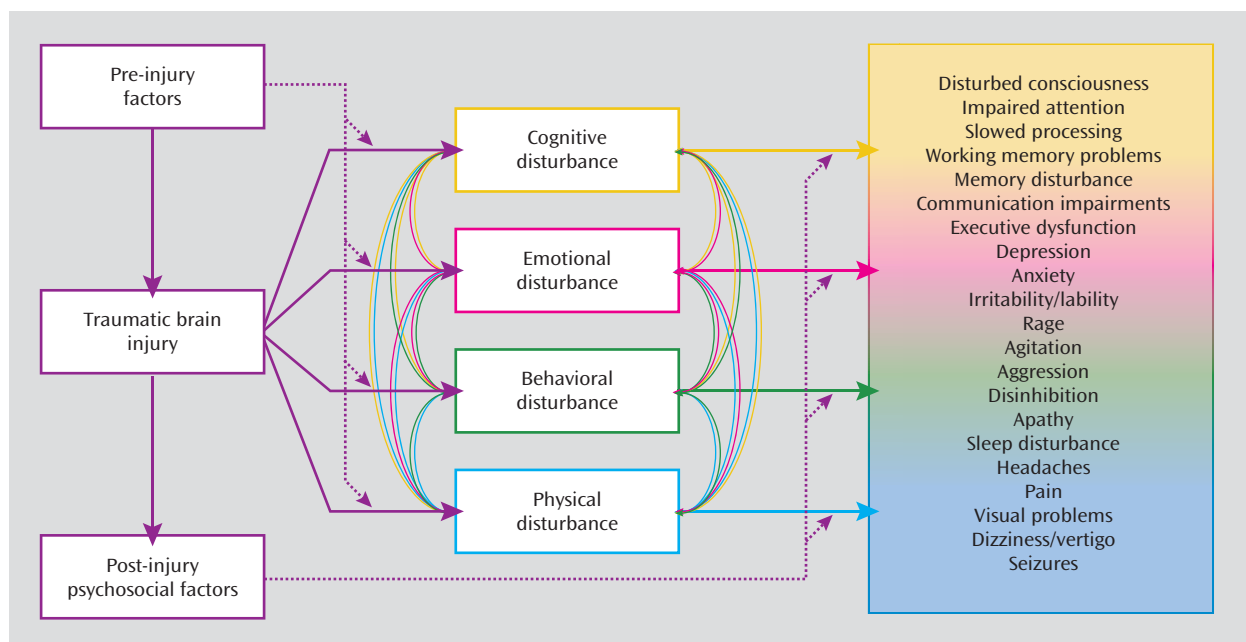 Pre-injury
factors
Traumatic brain
injury
Post-injury
psychosocial factors
Cognitive
disturbance
Emotional
disturbance
Behavioral
disturbance
Physical
disturbance
Disturbed consciousness
Impaired attention
Slowed processing
Working memory problems
Memory disturbance
Communication impairments
Executive dysfunction
Depression
Anxiety
Irritability/lability
Rage
Agitation
Aggression
Disinhibition
Apathy
Sleep disturbance
Headaches
Pain
Visual problems
Dizziness/vertigo
Seizures